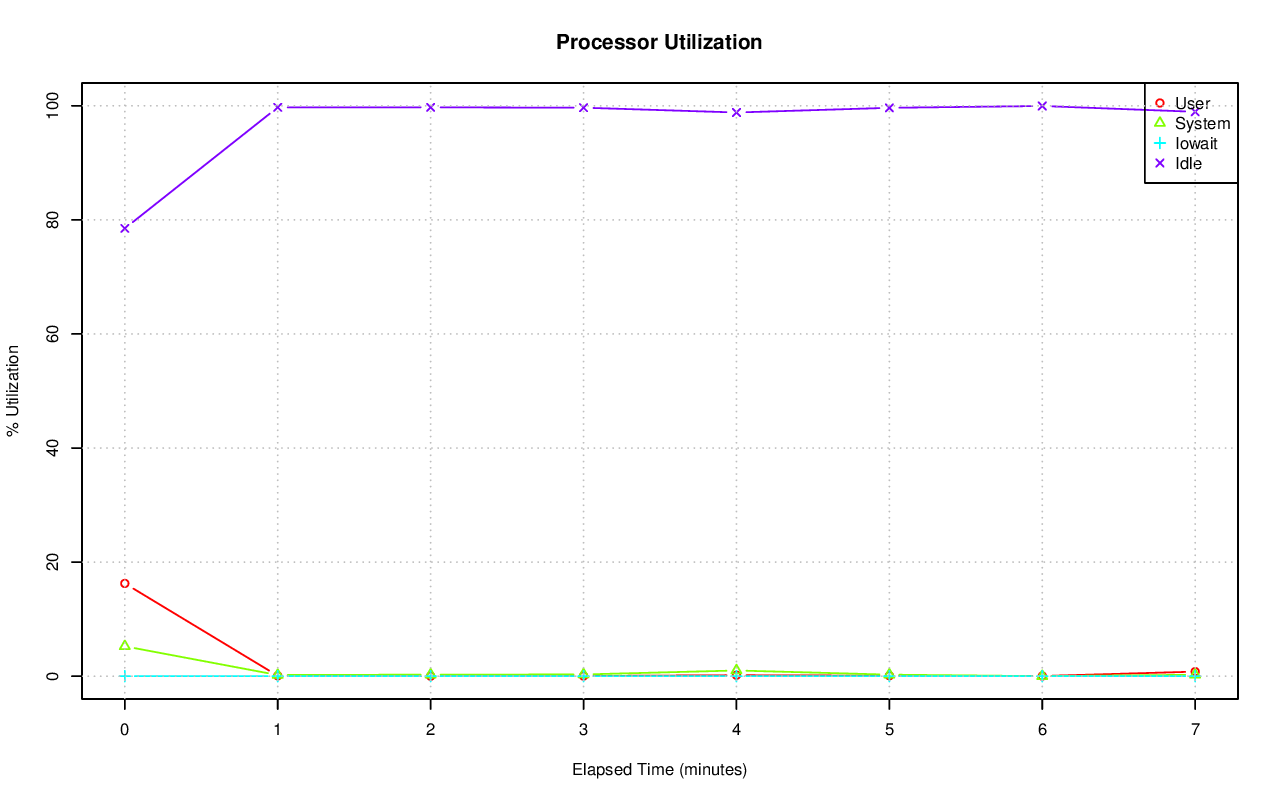 Processor Utilization
100
80
60
40
20
0
% Utilization
User
System
Iowait
Idle
0 1 2 3 4 5 6 7
Elapsed Time (minutes)